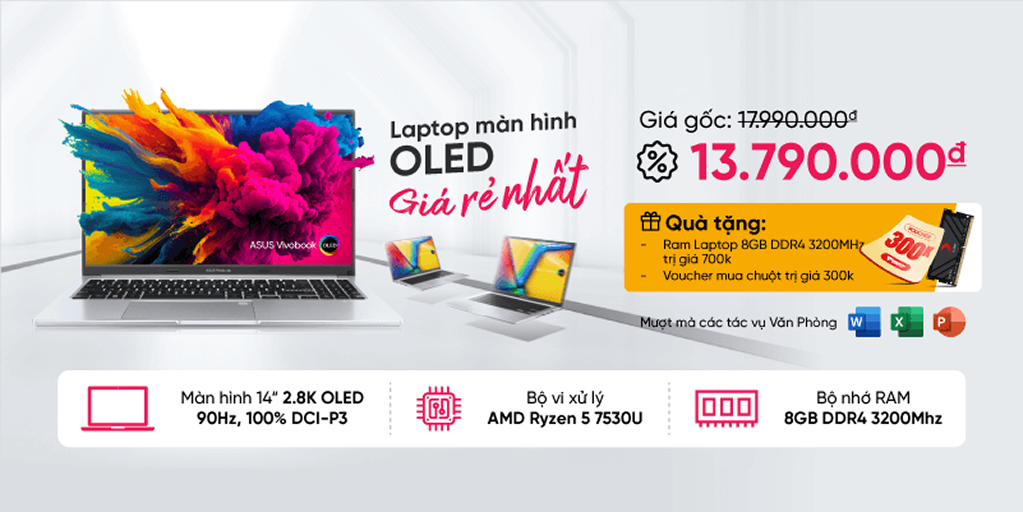 Laptop màn hình
OLED
Giá rẻ nhất
ASUS Vivobook OLED
Giá gốc: 17.990.000đ
13.790.000đ
Quà tặng:
- Ram Laptop 8GB DDR4 3200MHz
trị giá 700k
- Voucher mua chuột trị giá 300k
VOUCHER
300K
Mượt mà các tác vụ Văn Phòng
W X P
Màn hình 14" 2.8K OLED
90Hz, 100% DCI-P3
Bộ vi xử lý
AMD Ryzen 5 7530U
Bộ nhớ RAM
8GB DDR4 3200Mhz